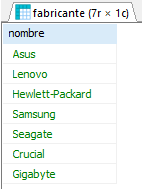 fabricante (7r × 1c)
nombre
Asus
Lenovo
Hewlett-Packard
Samsung
Seagate
Crucial
Gigabyte